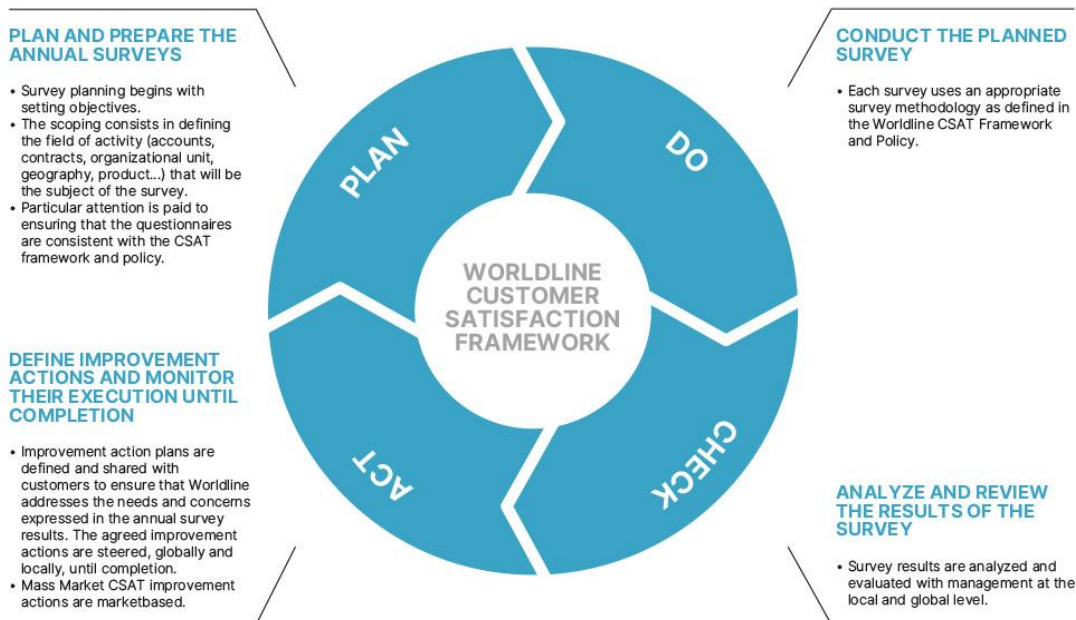 PLAN AND PREPARE THE
ANNUAL SURVEYS
• Survey planning begins with
setting objectives.
• The scoping consists in defining
the field of activity (accounts,
contracts, organizational unit,
geography, product...) that will be
the subject of the survey.
• Particular attention is paid to
ensuring that the questionnaires
are consistent with the CSAT
framework and policy.
CONDUCT THE PLANNED
SURVEY
• Each survey uses an appropriate
survey methodology as defined in
the Worldline CSAT Framework
and Policy.
PLAN
DO
WORLDLINE
CUSTOMER
SATISFACTION
FRAMEWORK
CHECK
ACT
DEFINE IMPROVEMENT
ACTIONS AND MONITOR
THEIR EXECUTION UNTIL
COMPLETION
• Improvement action plans are
defined and shared with
customers to ensure that Worldline
addresses the needs and concerns
expressed in the annual survey
results. The agreed improvement
actions are steered, globally and
locally, until completion.
• Mass Market CSAT improvement
actions are marketbased.
ANALYZE AND REVIEW
THE RESULTS OF THE
SURVEY
• Survey results are analyzed and
evaluated with management at the
local and global level.